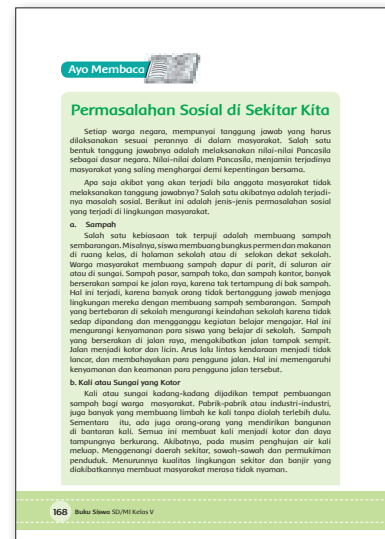 Ayo Membaca
Permasalahan Sosial di Sekitar Kita
Setiap warga negara, mempunyai tanggung jawab yang harus
dilaksanakan sesuai perannya di dalam masyarakat. Salah satu
bentuk tanggung jawabnya adalah melaksanakan nilai-nilai Pancasila
sebagai dasar negara. Nilai-nilai dalam Pancasila, menjamin terjadinya
masyarakat yang saling menghargai demi kepentingan bersama.
Apa saja akibat yang akan terjadi bila anggota masyarakat tidak
melaksanakan tanggung jawabnya? Salah satu akibatnya adalah terjadi-
nya masalah sosial. Berikut ini adalah jenis-jenis permasalahan sosial
yang terjadi di lingkungan masyarakat.
a. Sampah
Salah satu kebiasaan tak terpuji adalah membuang sampah
sembarangan. Misalnya, siswa membuang bungkus permen dan makanan
di ruang kelas, di halaman sekolah atau di selokan dekat sekolah.
Warga masyarakat membuang sampah dapur di parit, di saluran air
atau di sungai. Sampah pasar, sampah toko, dan sampah kantor, banyak
berserakan sampai ke jalan raya, karena tak tertampung di bak sampah.
Hal ini terjadi, karena banyak orang tidak bertanggung jawab menjaga
lingkungan mereka dengan membuang sampah sembarangan. Sampah
yang bertebaran di sekolah mengurangi keindahan sekolah karena tidak
sedap dipandang dan mengganggu kegiatan belajar mengajar. Hal ini
mengurangi kenyamanan para siswa yang belajar di sekolah. Sampah
yang berserakan di jalan raya, mengakibatkan jalan tampak sempit.
Jalan menjadi kotor dan licin. Arus lalu lintas kendaraan menjadi tidak
lancar, dan membahayakan para pengguna jalan. Hal ini memengaruhi
kenyamanan dan keamanan para pengguna jalan tersebut.
b. Kali atau Sungai yang Kotor
Kali atau sungai kadang-kadang dijadikan tempat pembuangan
sampah bagi warga masyarakat. Pabrik-pabrik atau industri-industri,
juga banyak yang membuang limbah ke kali tanpa diolah terlebih dulu.
Sementara itu, ada juga orang-orang yang mendirikan bangunan
di bantaran kali. Semua ini membuat kali menjadi kotor dan daya
tampungnya berkurang. Akibatnya, pada musim penghujan air kali
meluap. Menggenangi daerah sekitar, sawah-sawah dan permukiman
penduduk. Menurunnya kualitas lingkungan sekitar dan banjir yang
diakibatkannya membuat masyarakat merasa tidak nyaman.
168 Buku Siswa SD/MI Kelas V